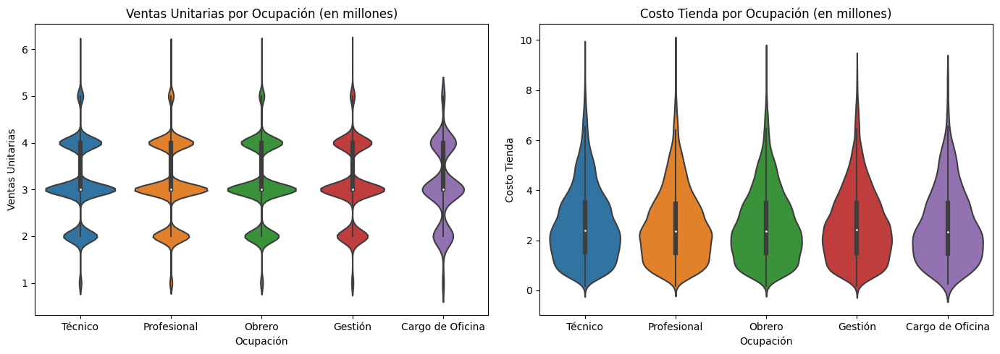 Ventas Unitarias por Ocupación (en millones)
Ventas Unitarias
6
5
4
3
2
1
Técnico
Profesional
Obrero
Gestión
Cargo de Oficina
Ocupación
Costo Tienda por Ocupación (en millones)
Costo Tienda
10
8
6
4
2
0
Técnico
Profesional
Obrero
Gestión
Cargo de Oficina
Ocupación